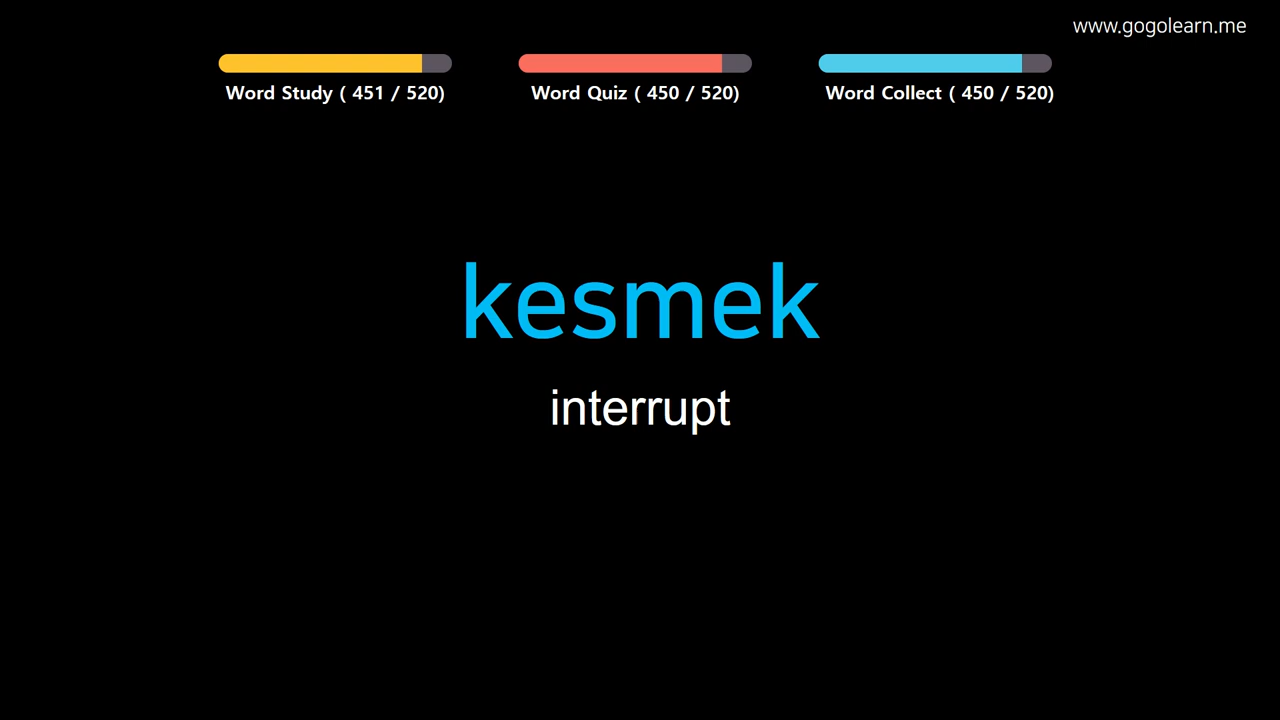 www.gogolearn.me
Word Study ( 451 / 520)
Word Quiz ( 450 / 520)
Word Collect ( 450 / 520)
kesmek
interrupt